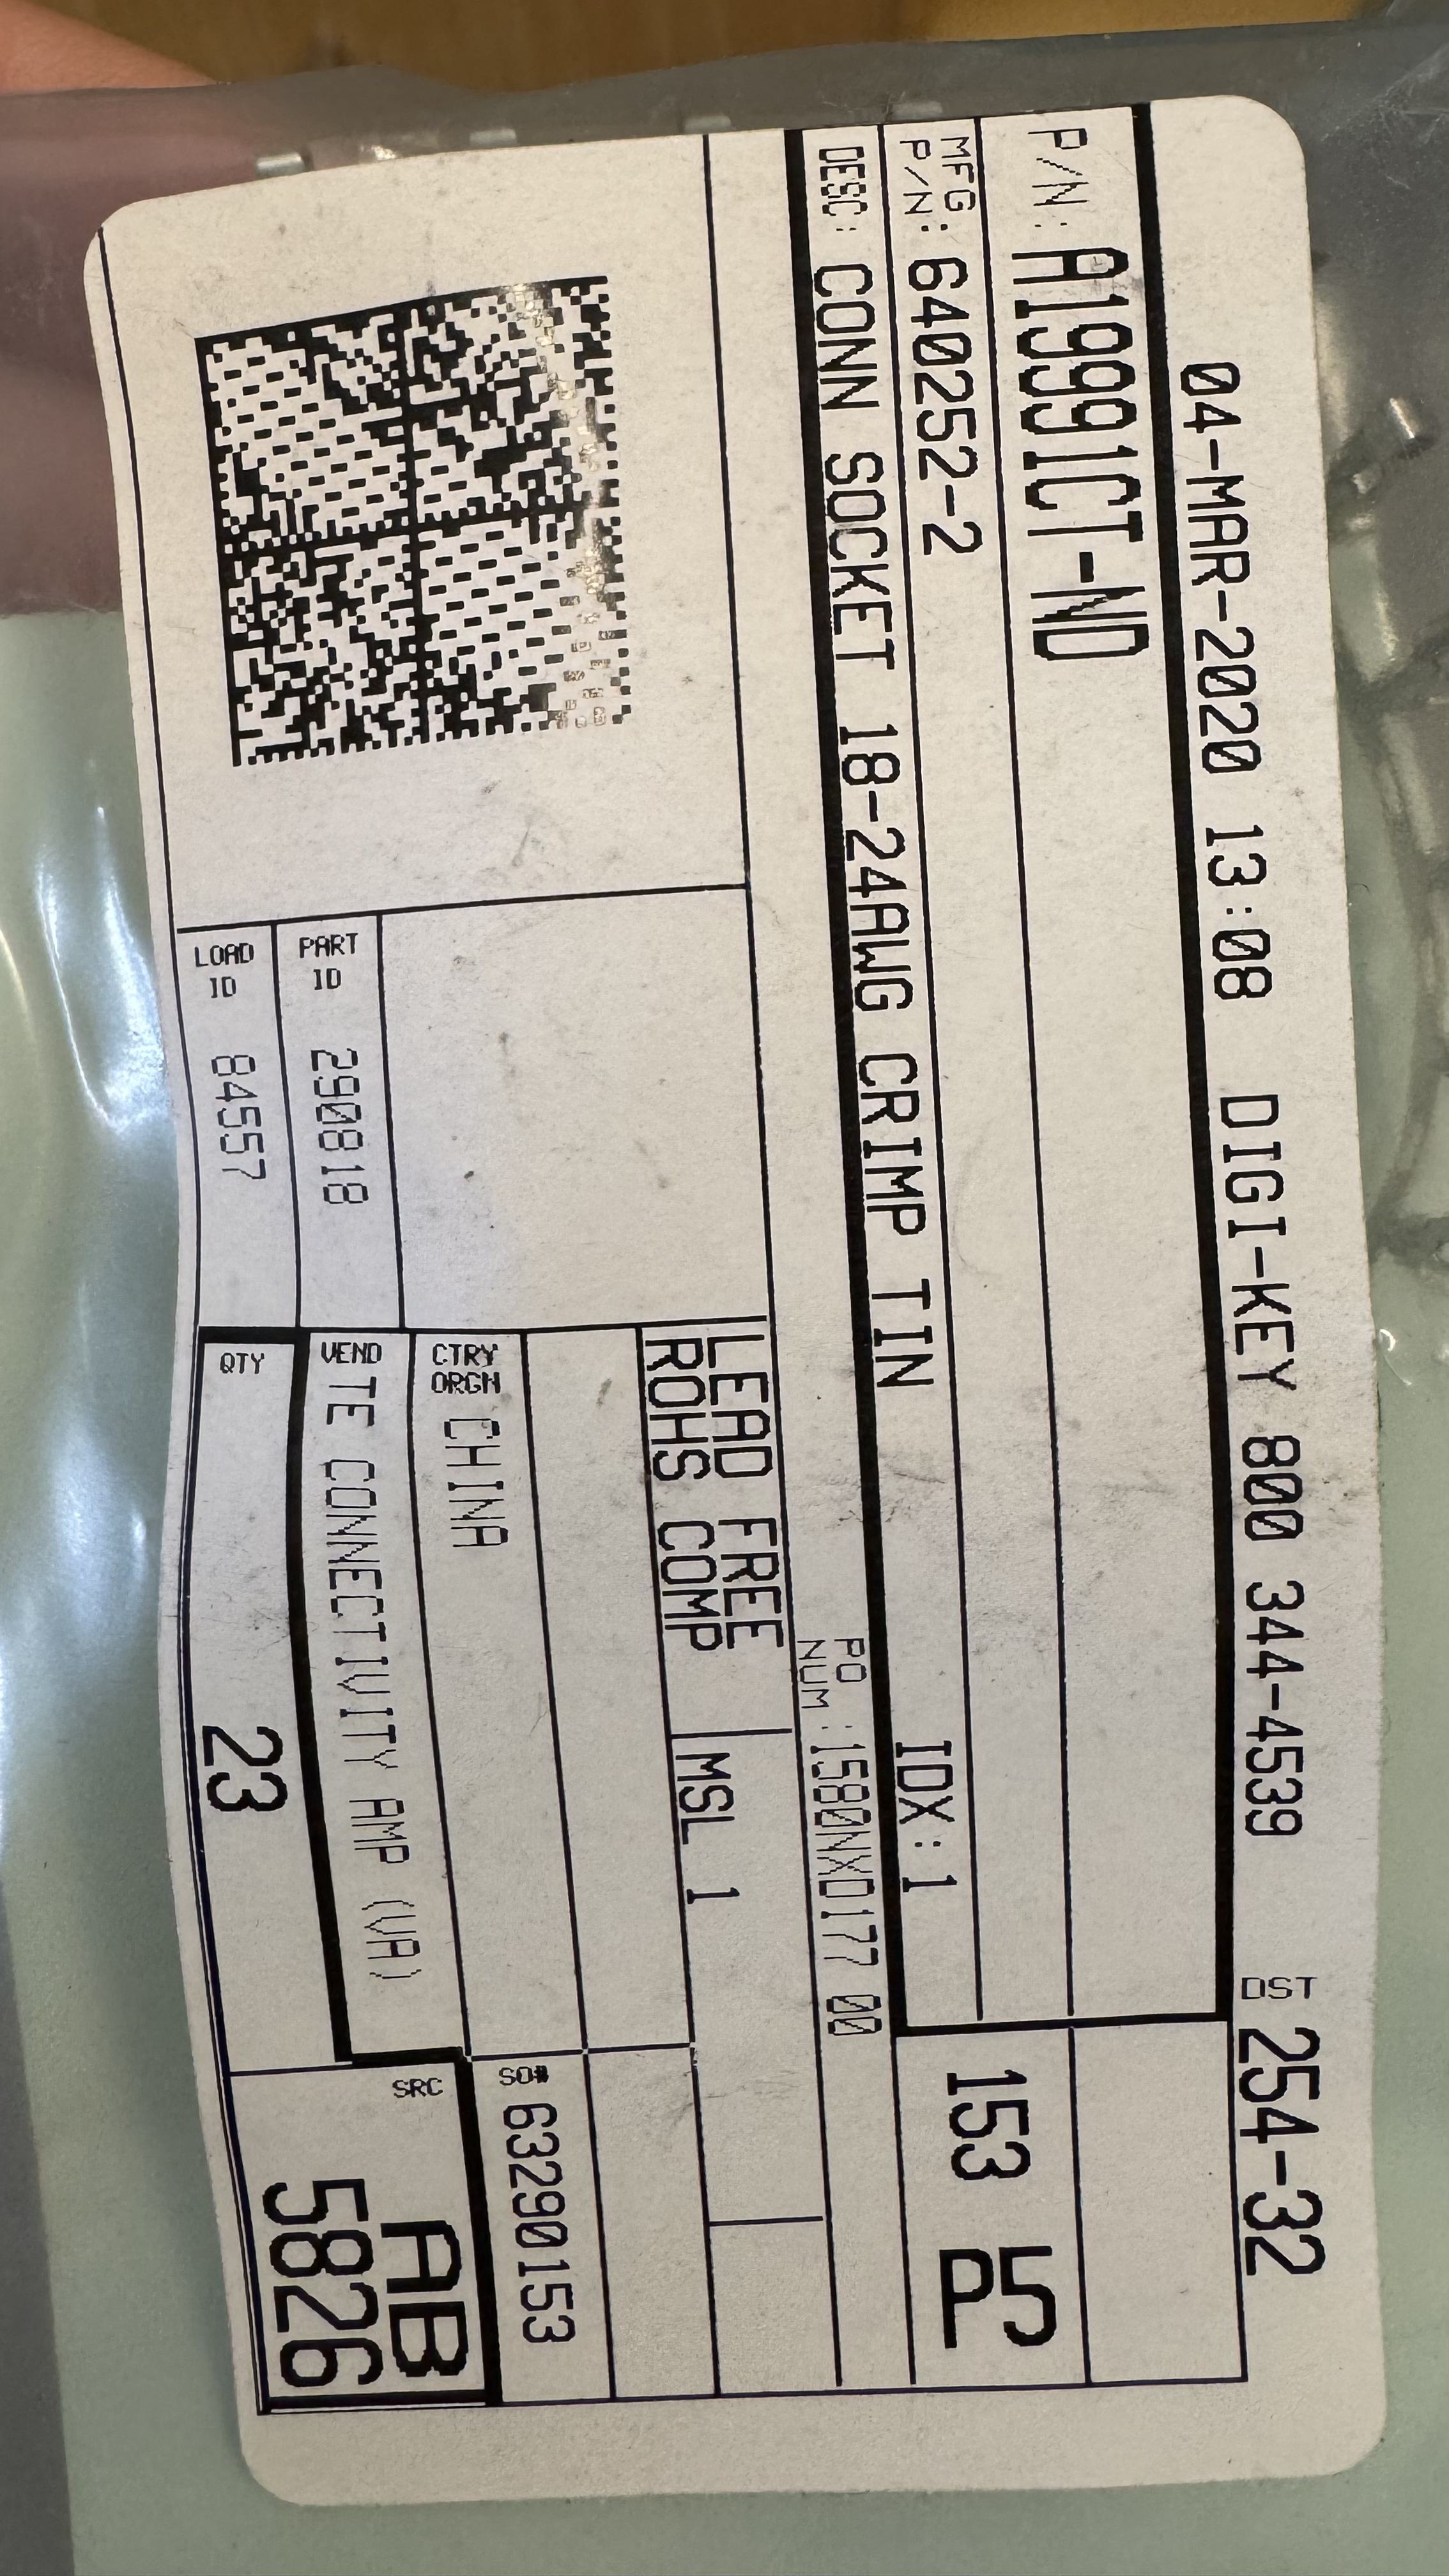 04-MAR-2020 13:08 DIGI-KEY 800 344-4539 DST 254-32
P/N: A19991CT-ND
MFG P/N: 640252-2
153 P5
DESC: CONN SOCKET 18-24AWG CRIMP TIN IDX: 1
PO NUM :1580NXD177 00
LEAD FREE
ROHS COMP
MSL 1
CTRY ORGN CHINA
SO# 63290153
PART ID 290818
VEND TE CONNECTIVITY AMP (VA)
LOAD ID 84557
QTY 23
SRC AB
5826